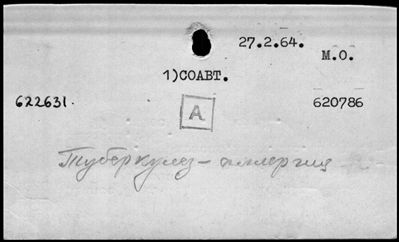 27.2.64.
М.О.
1)СОАВТ.
622631.
620786
А
Туберкулез - аллергия